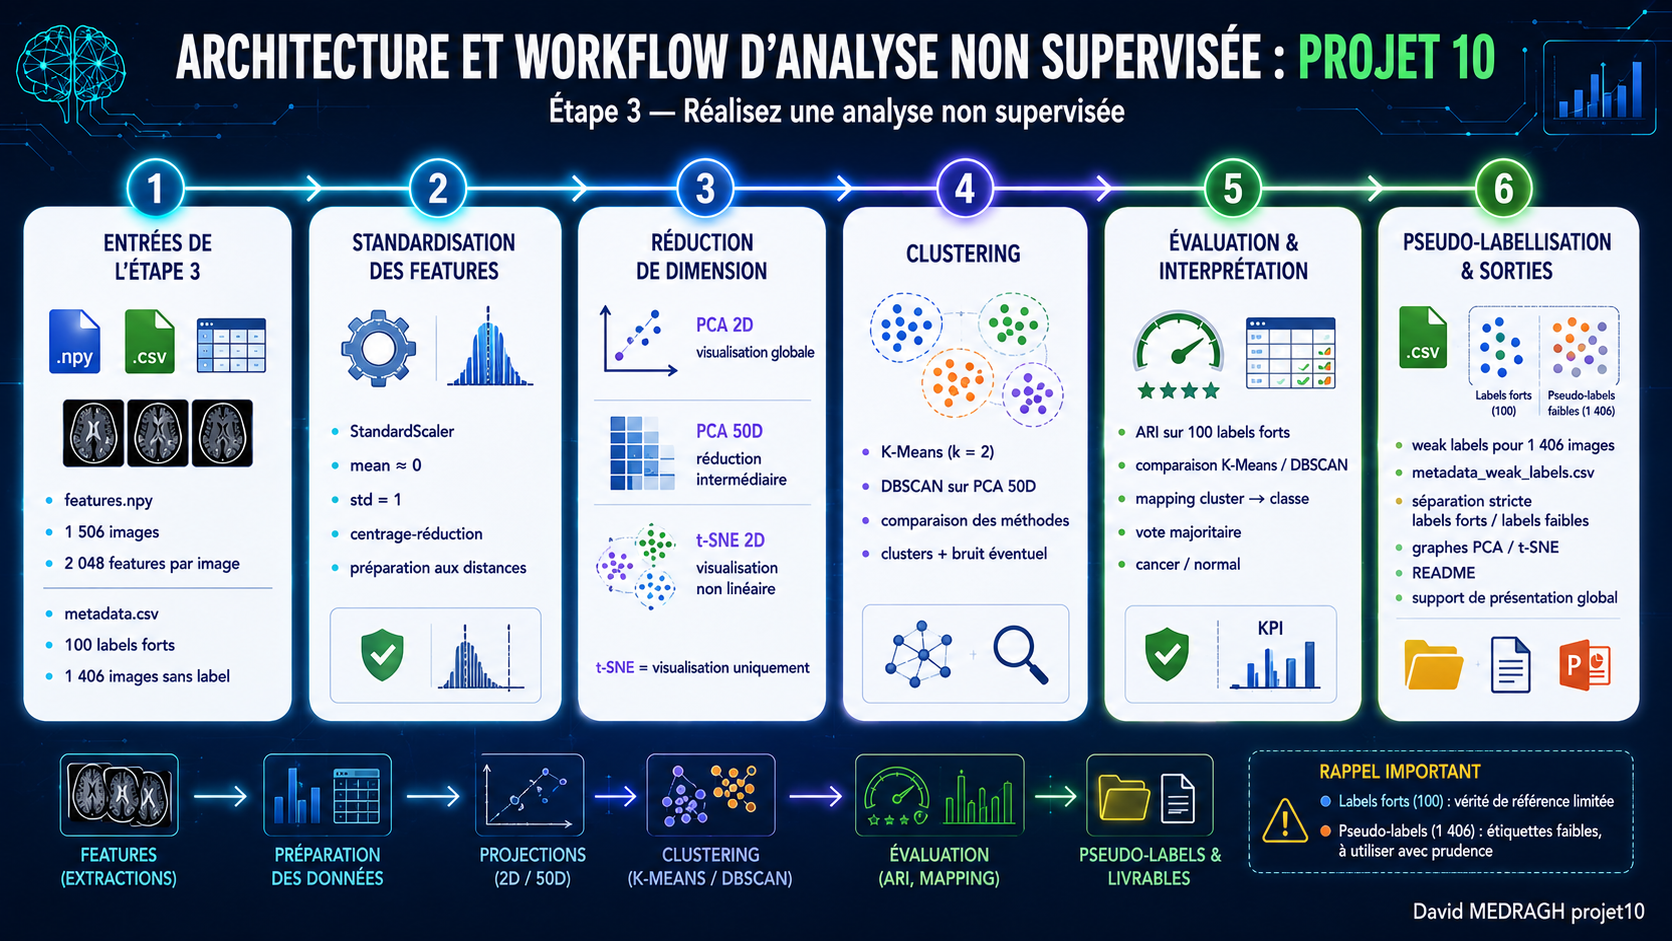 ARCHITECTURE ET WORKFLOW D'ANALYSE NON SUPERVISÉE : PROJET 10
Étape 3 — Réalisez une analyse non supervisée
1
2
3
4
5
6
ENTRÉES DE
L'ÉTAPE 3
.npy
.csv
features.npy
1 506 images
2 048 features par image
metadata.csv
100 labels forts
1 406 images sans label
STANDARDISATION
DES FEATURES
StandardScaler
mean ≈ 0
std = 1
centrage-réduction
préparation aux distances
RÉDUCTION
DE DIMENSION
PCA 2D
visualisation globale
PCA 50D
réduction
intermédiaire
t-SNE 2D
visualisation
non linéaire
t-SNE = visualisation uniquement
CLUSTERING
K-Means (k = 2)
DBSCAN sur PCA 50D
comparaison des méthodes
clusters + bruit éventuel
ÉVALUATION &
INTERPRÉTATION
ARI sur 100 labels forts
comparaison K-Means / DBSCAN
mapping cluster → classe
vote majoritaire
cancer / normal
KPI
PSEUDO-LABELLISATION
& SORTIES
.csv
Labels forts
(100)
Pseudo-labels
faibles (1 406)
weak labels pour 1 406 images
metadata_weak_labels.csv
séparation stricte
labels forts / labels faibles
graphes PCA / t-SNE
README
support de présentation global
P
FEATURES
(EXTRACTIONS)
PRÉPARATION
DES DONNÉES
PROJECTIONS
(2D / 50D)
CLUSTERING
(K-MEANS / DBSCAN)
ÉVALUATION
(ARI, MAPPING)
PSEUDO-LABELS &
LIVRABLES
RAPPEL IMPORTANT
Labels forts (100) : vérité de référence limitée
Pseudo-labels (1 406) : étiquettes faibles,
à utiliser avec prudence
David MEDRAGH projet10